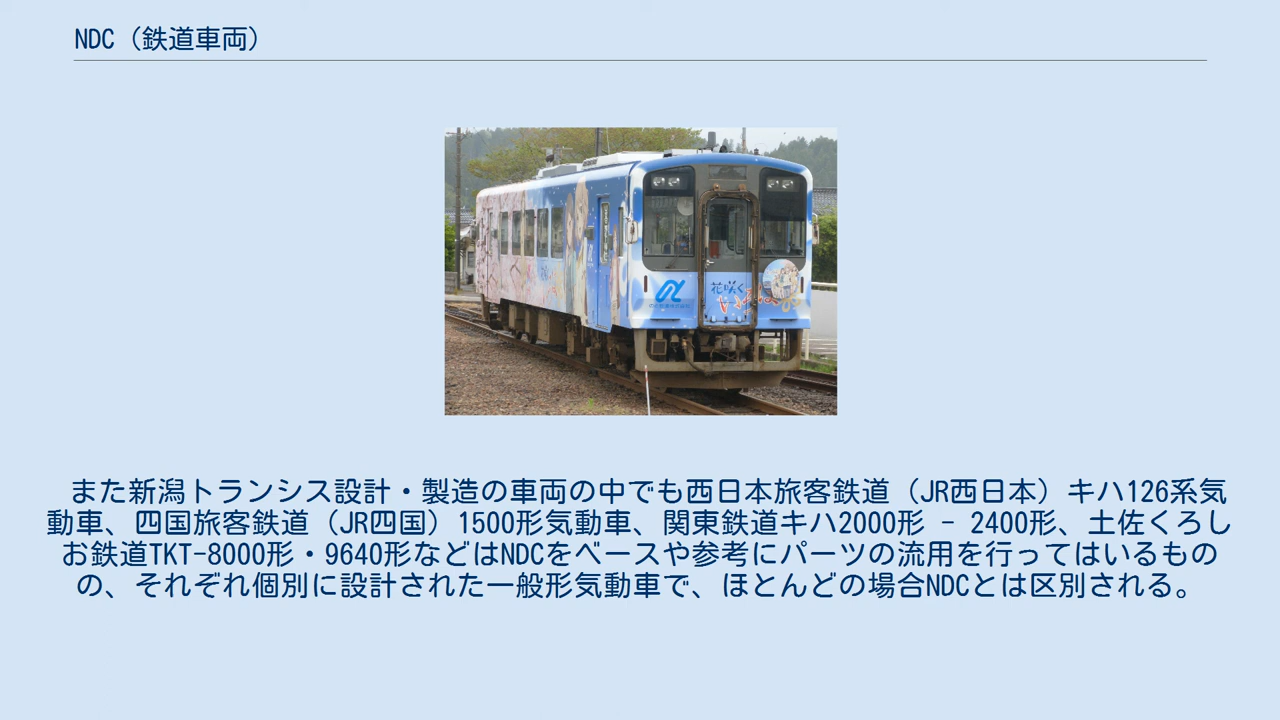 NDC（鉄道車両）
花咲く
いろは
また新潟トランシス設計・製造の車両の中でも西日本旅客鉄道（JR西日本）キハ126系気
動車、四国旅客鉄道（JR四国）1500形気動車、関東鉄道キハ2000形 - 2400形、土佐くろし
お鉄道TKT-8000形・9640形などはNDCをベースや参考にパーツの流用を行ってはいるもの
の、それぞれ個別に設計された一般形気動車で、ほとんどの場合NDCとは区別される。